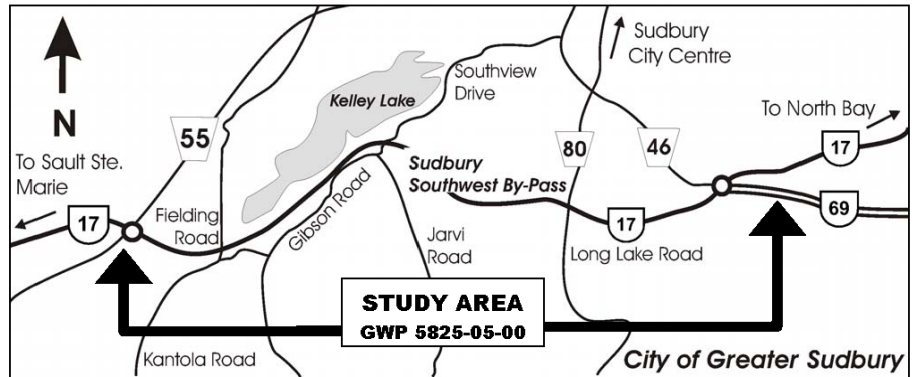 N
To Sault Ste.
Marie
17
55
Fielding
Road
Kelley Lake
Gibson Road
Southview
Drive
Sudbury
City Centre
To North Bay
17
80
46
Sudbury
Southwest By-Pass
17
69
Jarvi
Road
Long Lake Road
STUDY AREA
GWP 5825-05-00
Kantola Road
City of Greater Sudbury